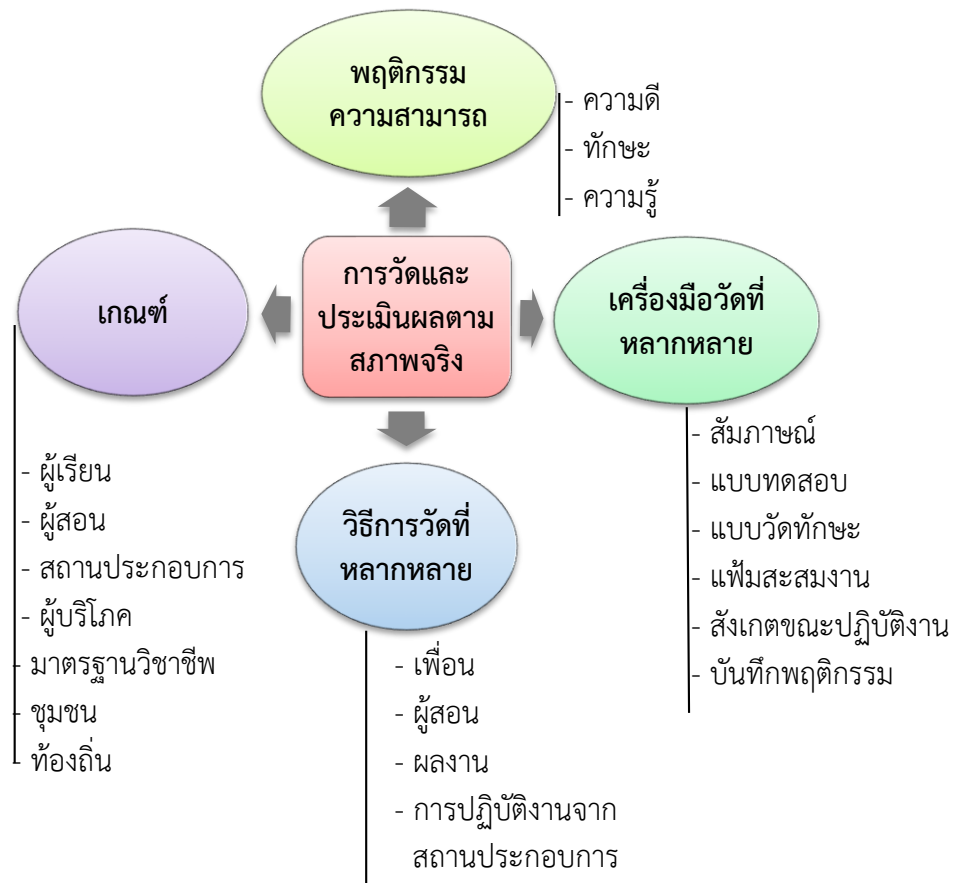 พฤติกรรม
ความสามารถ
- ความดี
- ทักษะ
- ความรู้
การวัดและ
ประเมินผลตาม
สภาพจริง
เครื่องมือวัดที่
หลากหลาย
- สัมภาษณ์
- แบบทดสอบ
- แบบวัดทักษะ
- แฟ้มสะสมงาน
- สังเกตขณะปฏิบัติงาน
- บันทึกพฤติกรรม
เกณฑ์
- ผู้เรียน
- ผู้สอน
- สถานประกอบการ
- ผู้บริโภค
- มาตรฐานวิชาชีพ
- ชุมชน
- ท้องถิ่น
วิธีการวัดที่
หลากหลาย
- เพื่อน
- ผู้สอน
- ผลงาน
- การปฏิบัติงานจาก
สถานประกอบการ